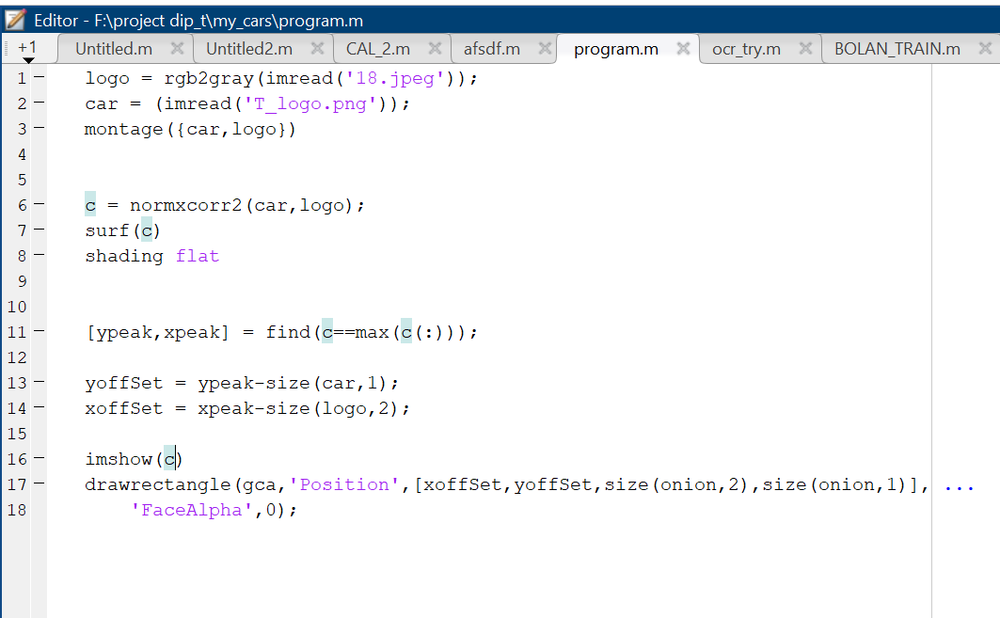 Editor - F:\project dip_t\my_cars\program.m
+1 Untitled.m Untitled2.m CAL_2.m afsdf.m program.m ocr_try.m BOLAN_TRAIN.m
1 logo = rgb2gray(imread('18.jpeg'));
2 car = (imread('T_logo.png'));
3 montage({car,logo})
4
5
6 c = normxcorr2(car,logo);
7 surf(c)
8 shading flat
9
10
11 [ypeak,xpeak] = find(c==max(c(:)));
12
13 yoffSet = ypeak-size(car,1);
14 xoffSet = xpeak-size(logo,2);
15
16 imshow(c)
17 drawrectangle(gca,'Position',[xoffSet,yoffSet,size(onion,2),size(onion,1)], ...
18 'FaceAlpha',0);